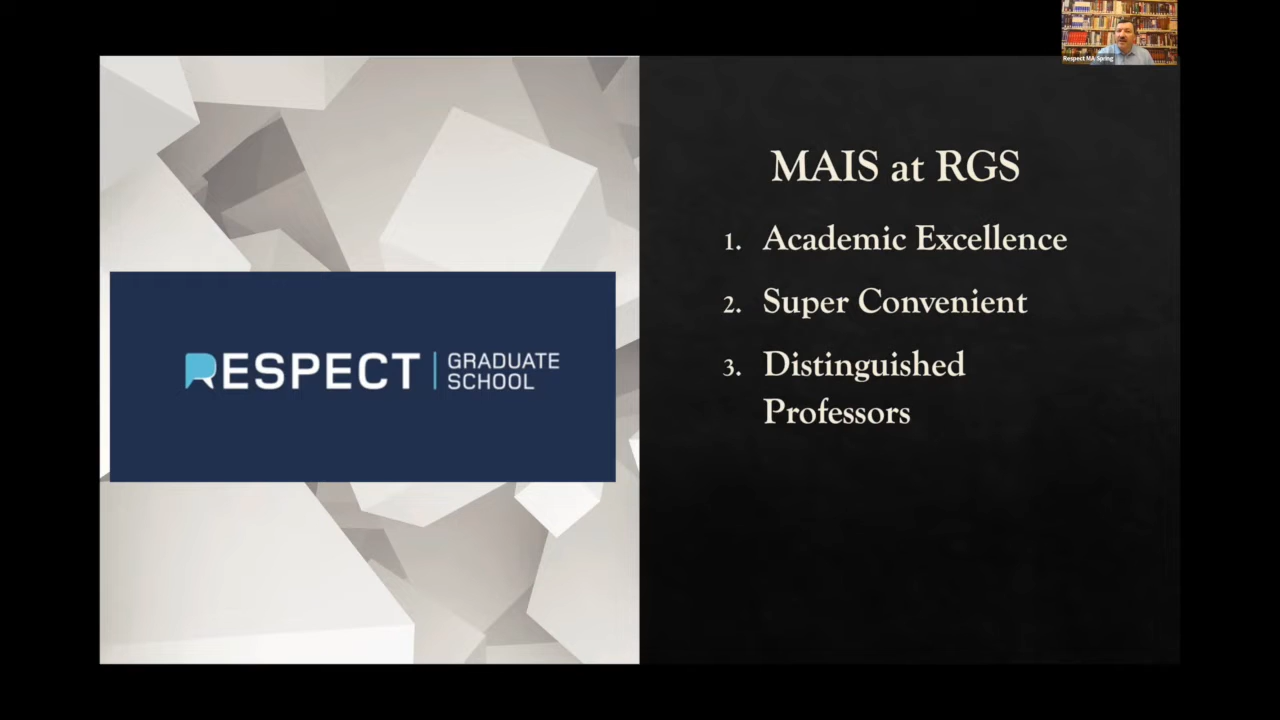 Respect MA Spring
MAIS at RGS
1. Academic Excellence
2. Super Convenient
3. Distinguished
Professors
RESPECT
GRADUATE
SCHOOL